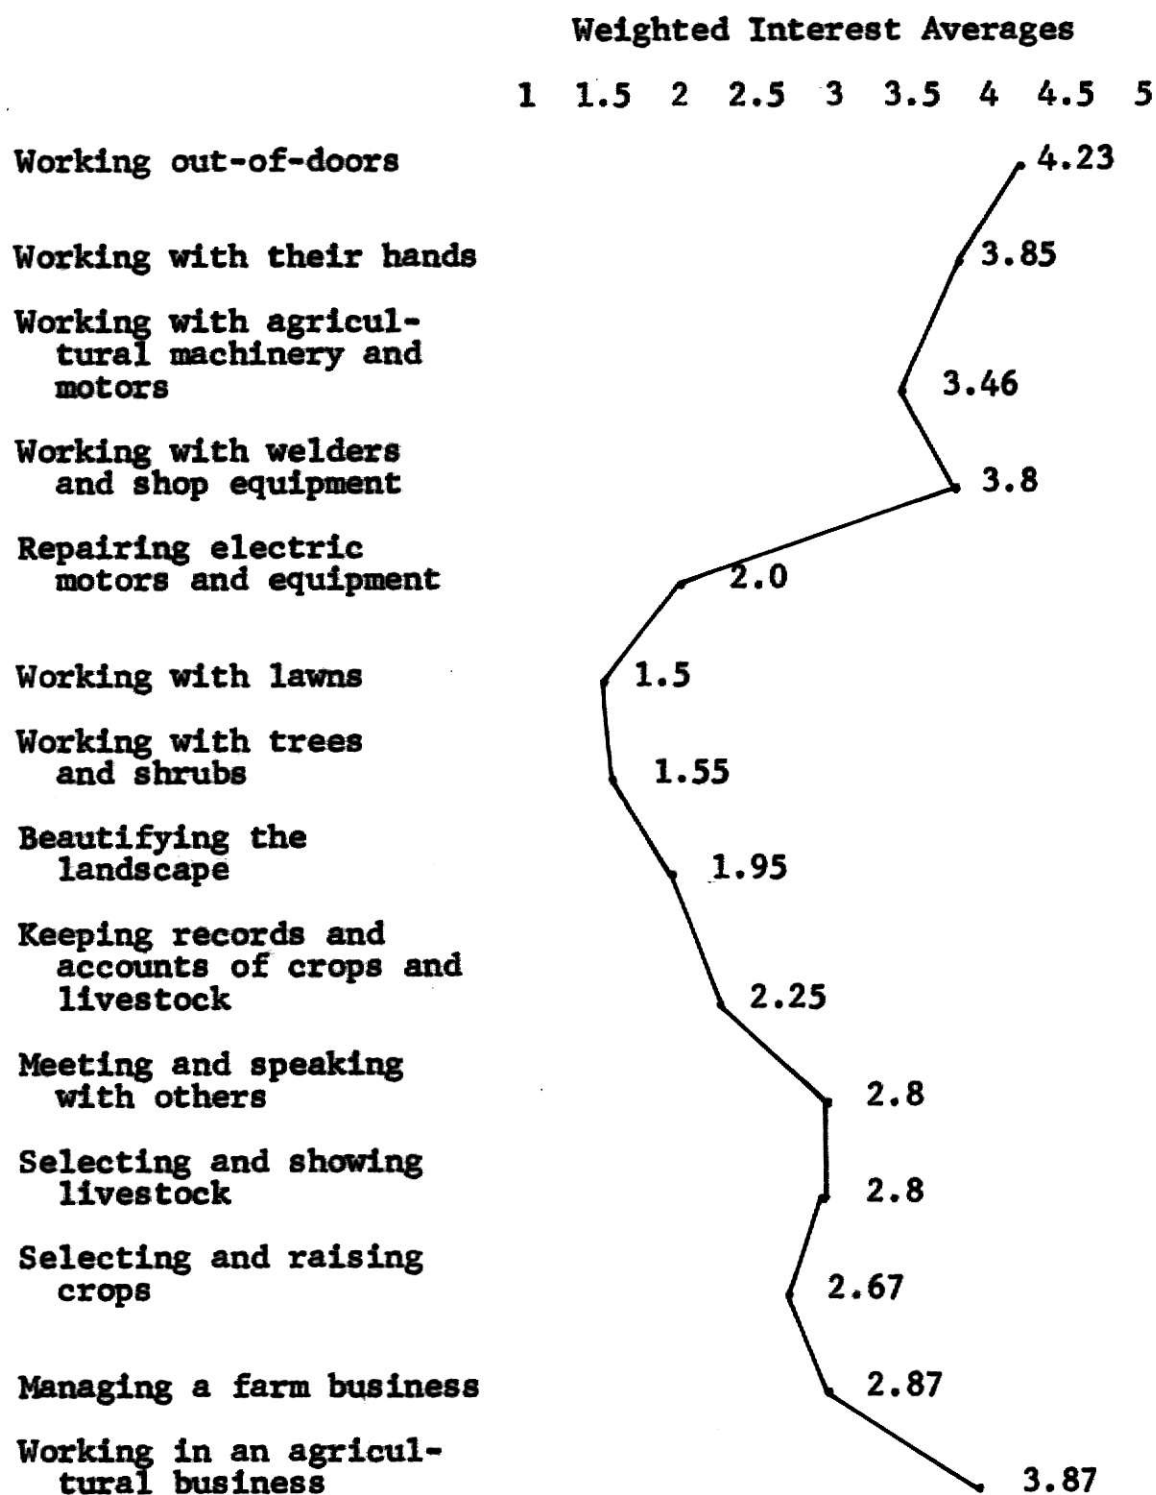 Weighted Interest Averages
1 1.5 2 2.5 3 3.5 4 4.5 5
Working out-of-doors 4.23
Working with their hands 3.85
Working with agricul-
tural machinery and
motors 3.46
Working with welders
and shop equipment 3.8
Repairing electric
motors and equipment 2.0
Working with lawns 1.5
Working with trees
and shrubs 1.55
Beautifying the
landscape 1.95
Keeping records and
accounts of crops and
livestock 2.25
Meeting and speaking
with others 2.8
Selecting and showing
livestock 2.8
Selecting and raising
crops 2.67
Managing a farm business 2.87
Working in an agricul-
tural business 3.87